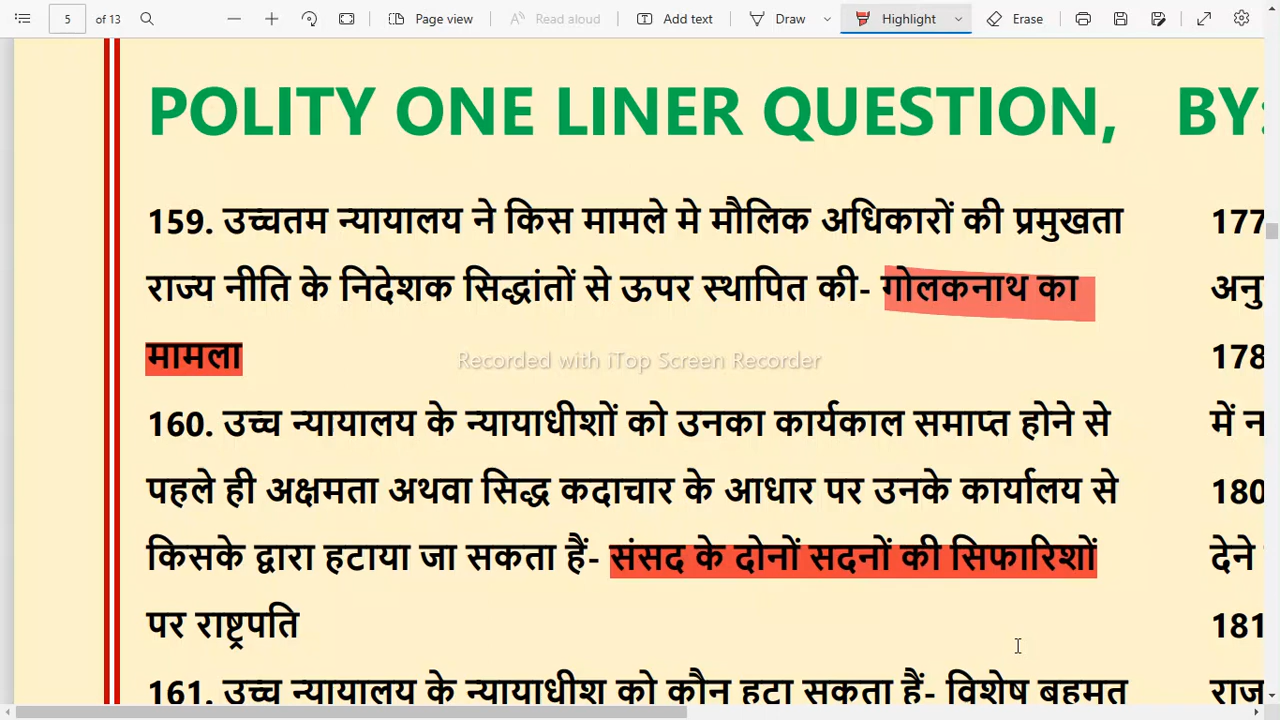 5 of 13 Page view Read aloud Add text Draw Highlight Erase
POLITY ONE LINER QUESTION, BY:
159. उच्चतम न्यायालय ने किस मामले मे मौलिक अधिकारों की प्रमुखता
राज्य नीति के निदेशक सिद्धांतों से ऊपर स्थापित की- गोलकनाथ का
मामला
Recorded with iTop Screen Recorder
160. उच्च न्यायालय के न्यायाधीशों को उनका कार्यकाल समाप्त होने से
पहले ही अक्षमता अथवा सिद्ध कदाचार के आधार पर उनके कार्यालय से
किसके द्वारा हटाया जा सकता हैं- संसद के दोनों सदनों की सिफारिशों
पर राष्ट्रपति
161. उच्च न्यायालय के न्यायाधीश को कौन हटा सकता हैं- विशेष बहुमत
177
अनु
178
में न
180
देने
181
राज